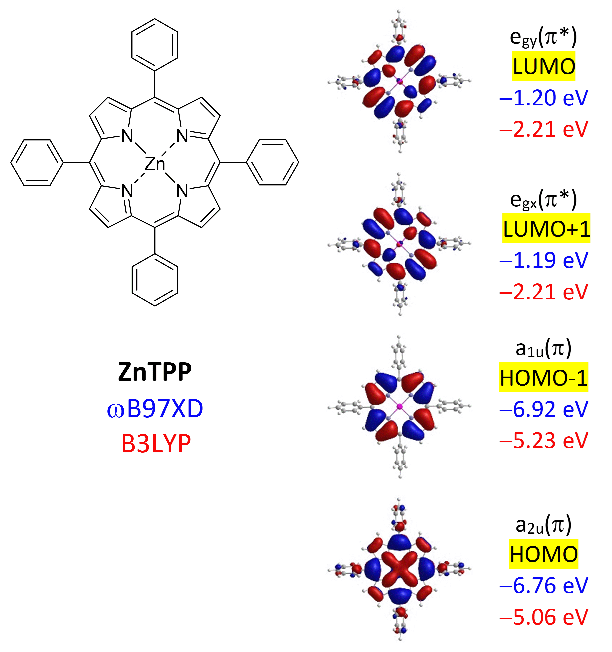 N
N
Zn
N
N
ZnTPP
ωB97XD
B3LYP
e_gy(π*)
LUMO
−1.20 eV
−2.21 eV
e_gx(π*)
LUMO+1
−1.19 eV
−2.21 eV
a_1u(π)
HOMO-1
−6.92 eV
−5.23 eV
a_2u(π)
HOMO
−6.76 eV
−5.06 eV